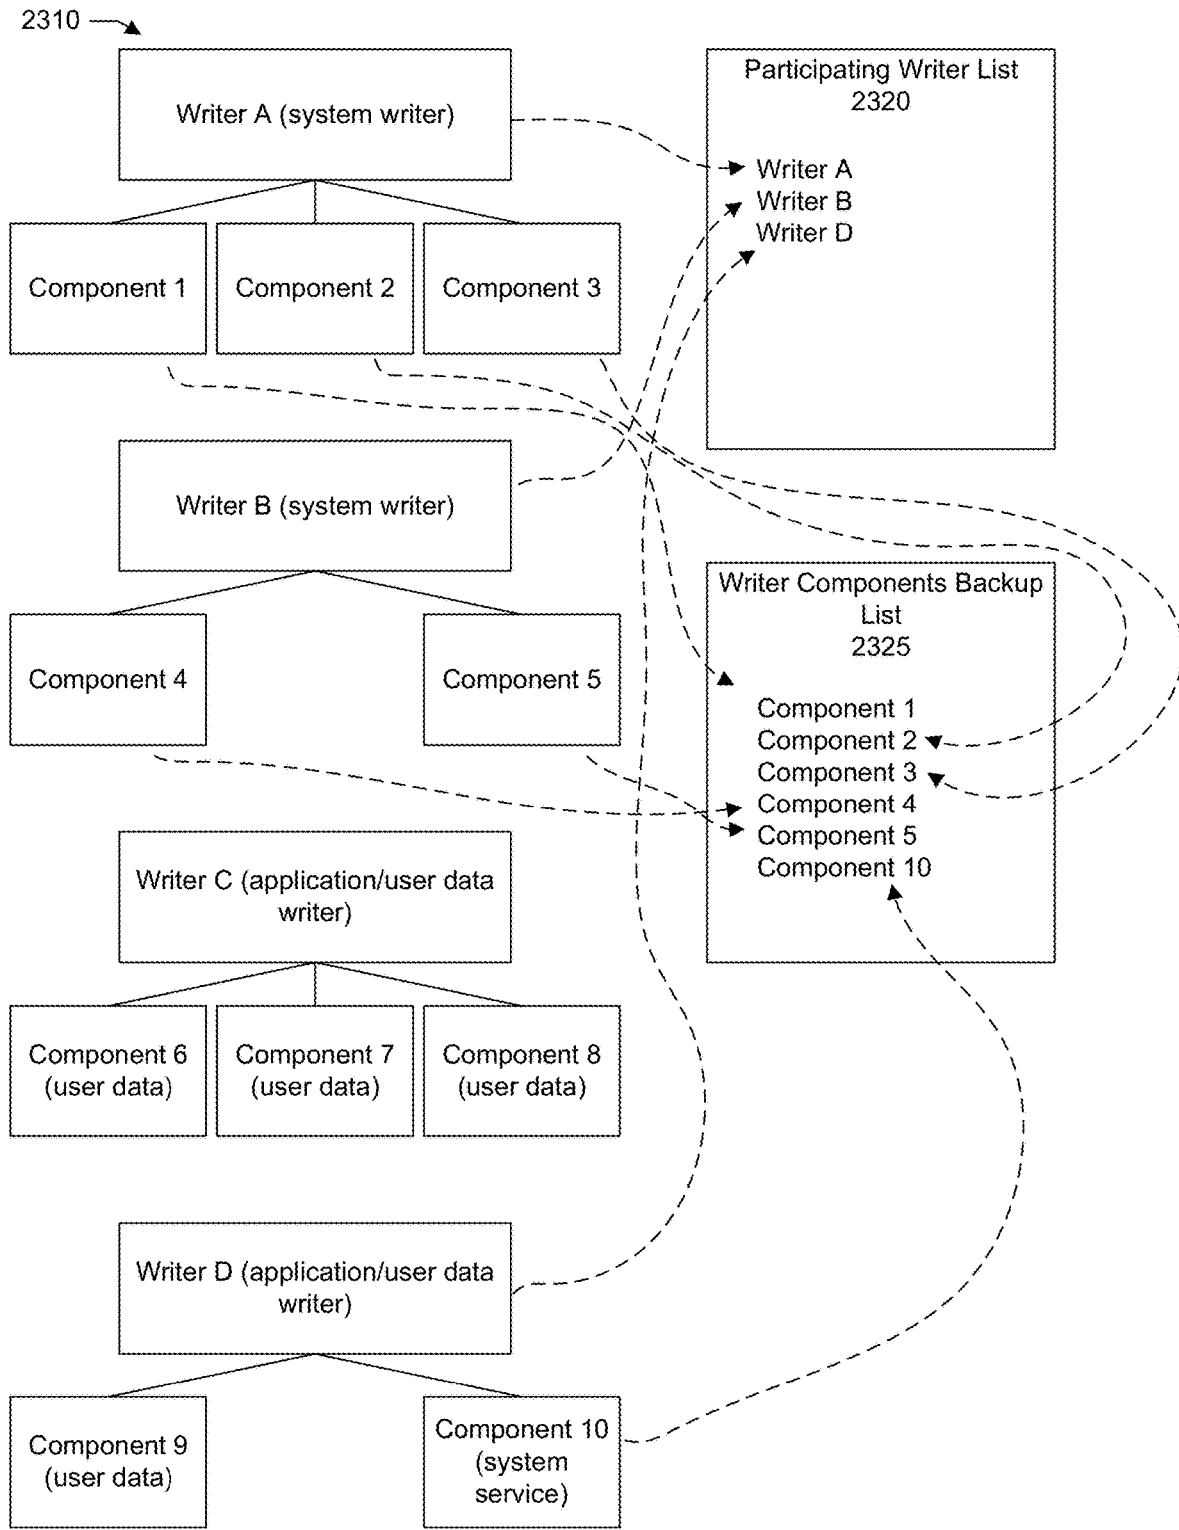 2310
Writer A (system writer)
Component 1
Component 2
Component 3
Participating Writer List
2320
Writer A
Writer B
Writer D
Writer B (system writer)
Component 4
Component 5
Writer Components Backup
List
2325
Component 1
Component 2
Component 3
Component 4
Component 5
Component 10
Writer C (application/user data
writer)
Component 6
(user data)
Component 7
(user data)
Component 8
(user data)
Writer D (application/user data
writer)
Component 9
(user data)
Component 10
(system
service)